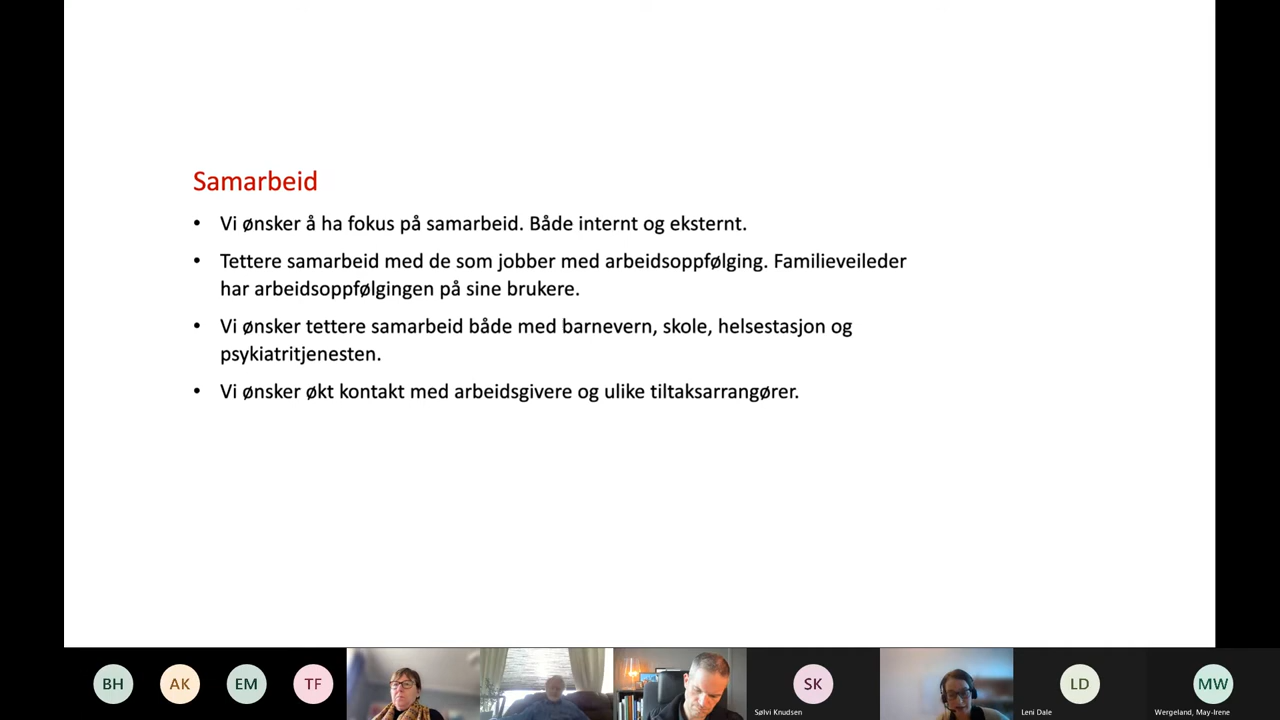 Samarbeid
• Vi ønsker å ha fokus på samarbeid. Både internt og eksternt.
• Tettere samarbeid med de som jobber med arbeidsoppfølging. Familieveileder
har arbeidsoppfølgingen på sine brukere.
• Vi ønsker tettere samarbeid både med barnevern, skole, helsestasjon og
psykiatritjenesten.
• Vi ønsker økt kontakt med arbeidsgivere og ulike tiltaksarrangører.
BH AK EM TF SK LD MW
Sølvi Knudsen Leni Dale Wergeland, May-Irene